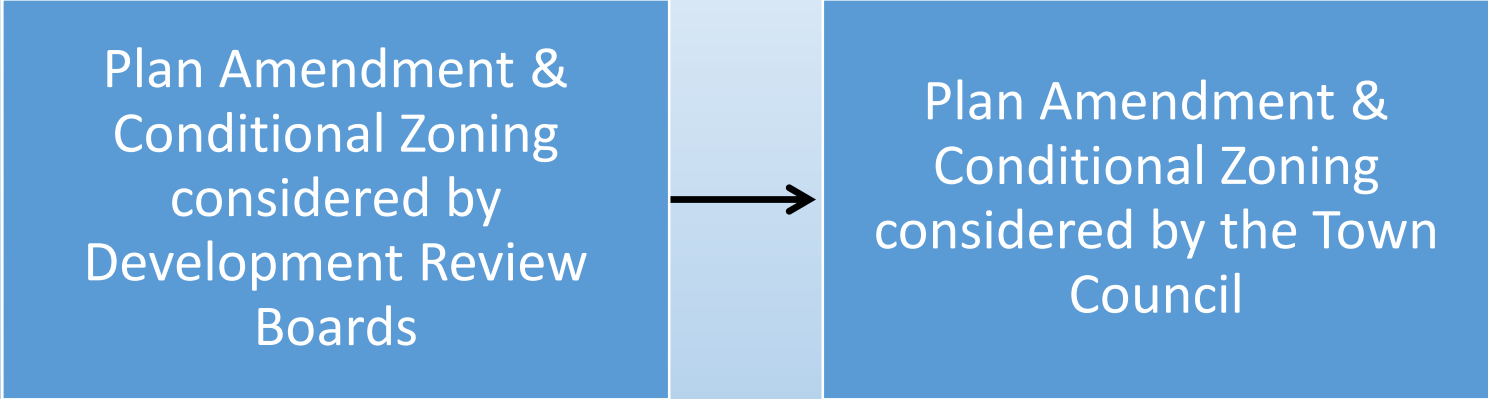 Plan Amendment &
Conditional Zoning
considered by
Development Review
Boards
Plan Amendment &
Conditional Zoning
considered by the Town
Council